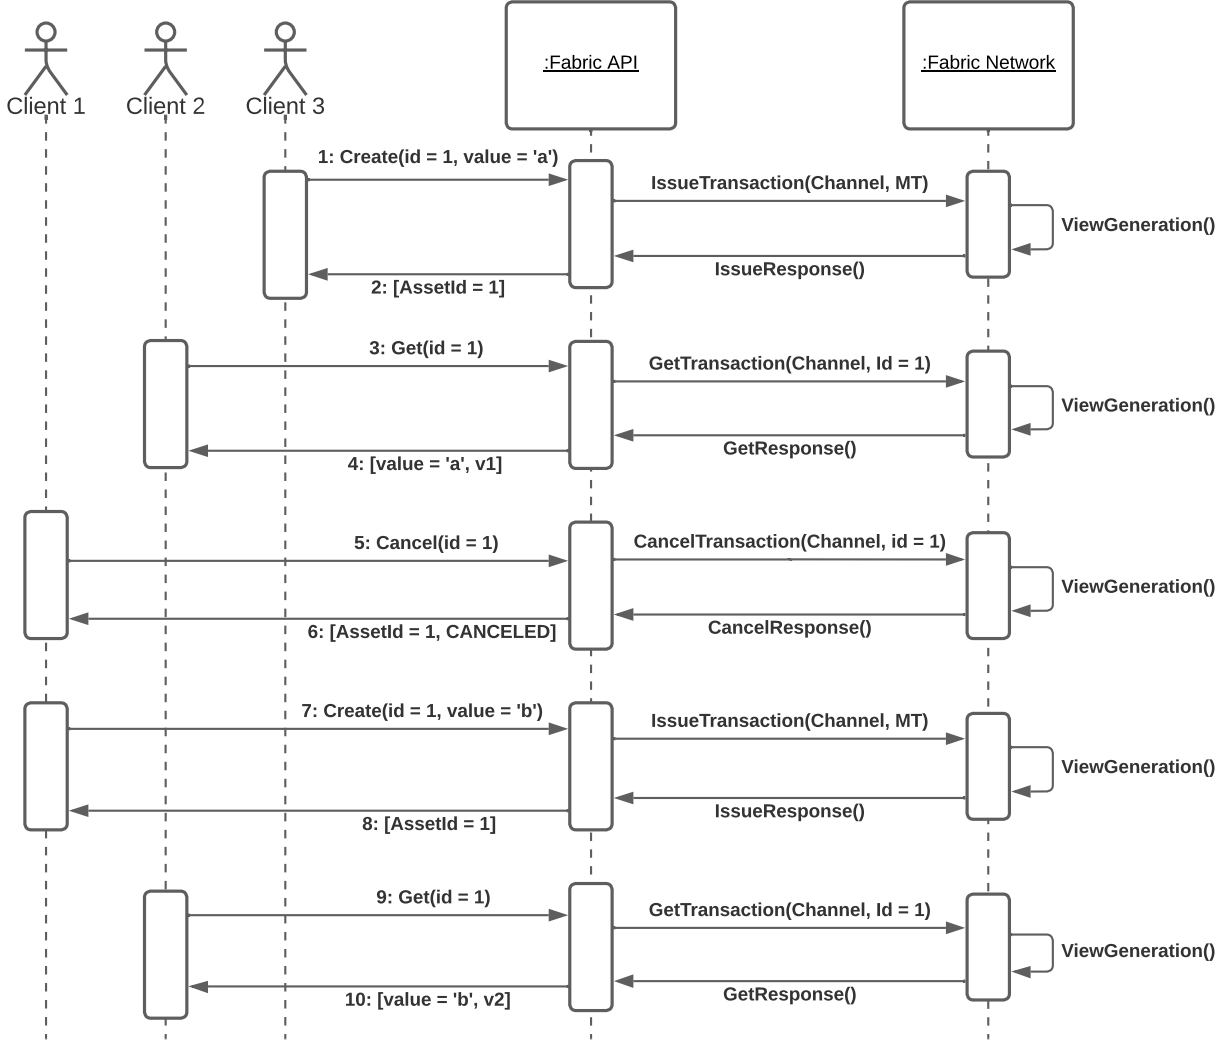 :Fabric API
:Fabric Network
Client 1
Client 2
Client 3
1: Create(id = 1, value = 'a')
IssueTransaction(Channel, MT)
ViewGeneration()
IssueResponse()
2: [AssetId = 1]
3: Get(id = 1)
GetTransaction(Channel, Id = 1)
ViewGeneration()
GetResponse()
4: [value = 'a', v1]
5: Cancel(id = 1)
CancelTransaction(Channel, id = 1)
ViewGeneration()
CancelResponse()
6: [AssetId = 1, CANCELED]
7: Create(id = 1, value = 'b')
IssueTransaction(Channel, MT)
ViewGeneration()
IssueResponse()
8: [AssetId = 1]
9: Get(id = 1)
GetTransaction(Channel, Id = 1)
ViewGeneration()
GetResponse()
10: [value = 'b', v2]